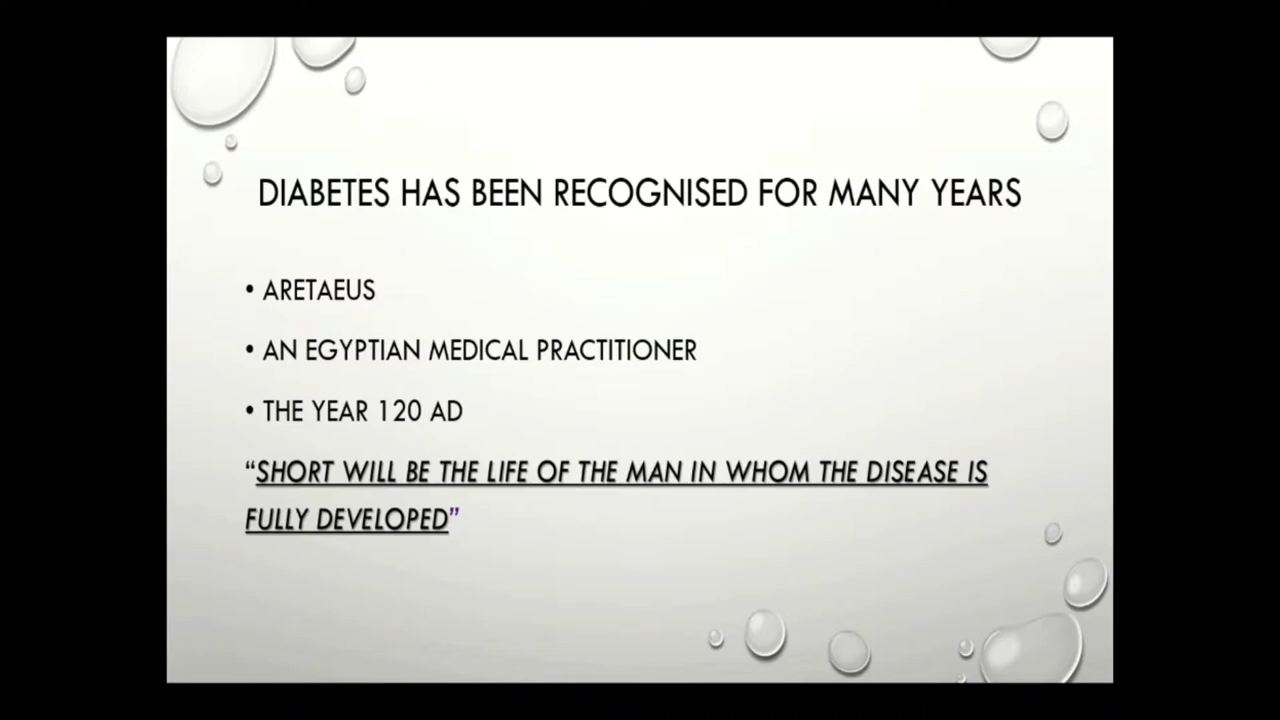 DIABETES HAS BEEN RECOGNISED FOR MANY YEARS
• ARETAEUS
• AN EGYPTIAN MEDICAL PRACTITIONER
• THE YEAR 120 AD
“SHORT WILL BE THE LIFE OF THE MAN IN WHOM THE DISEASE IS
FULLY DEVELOPED”